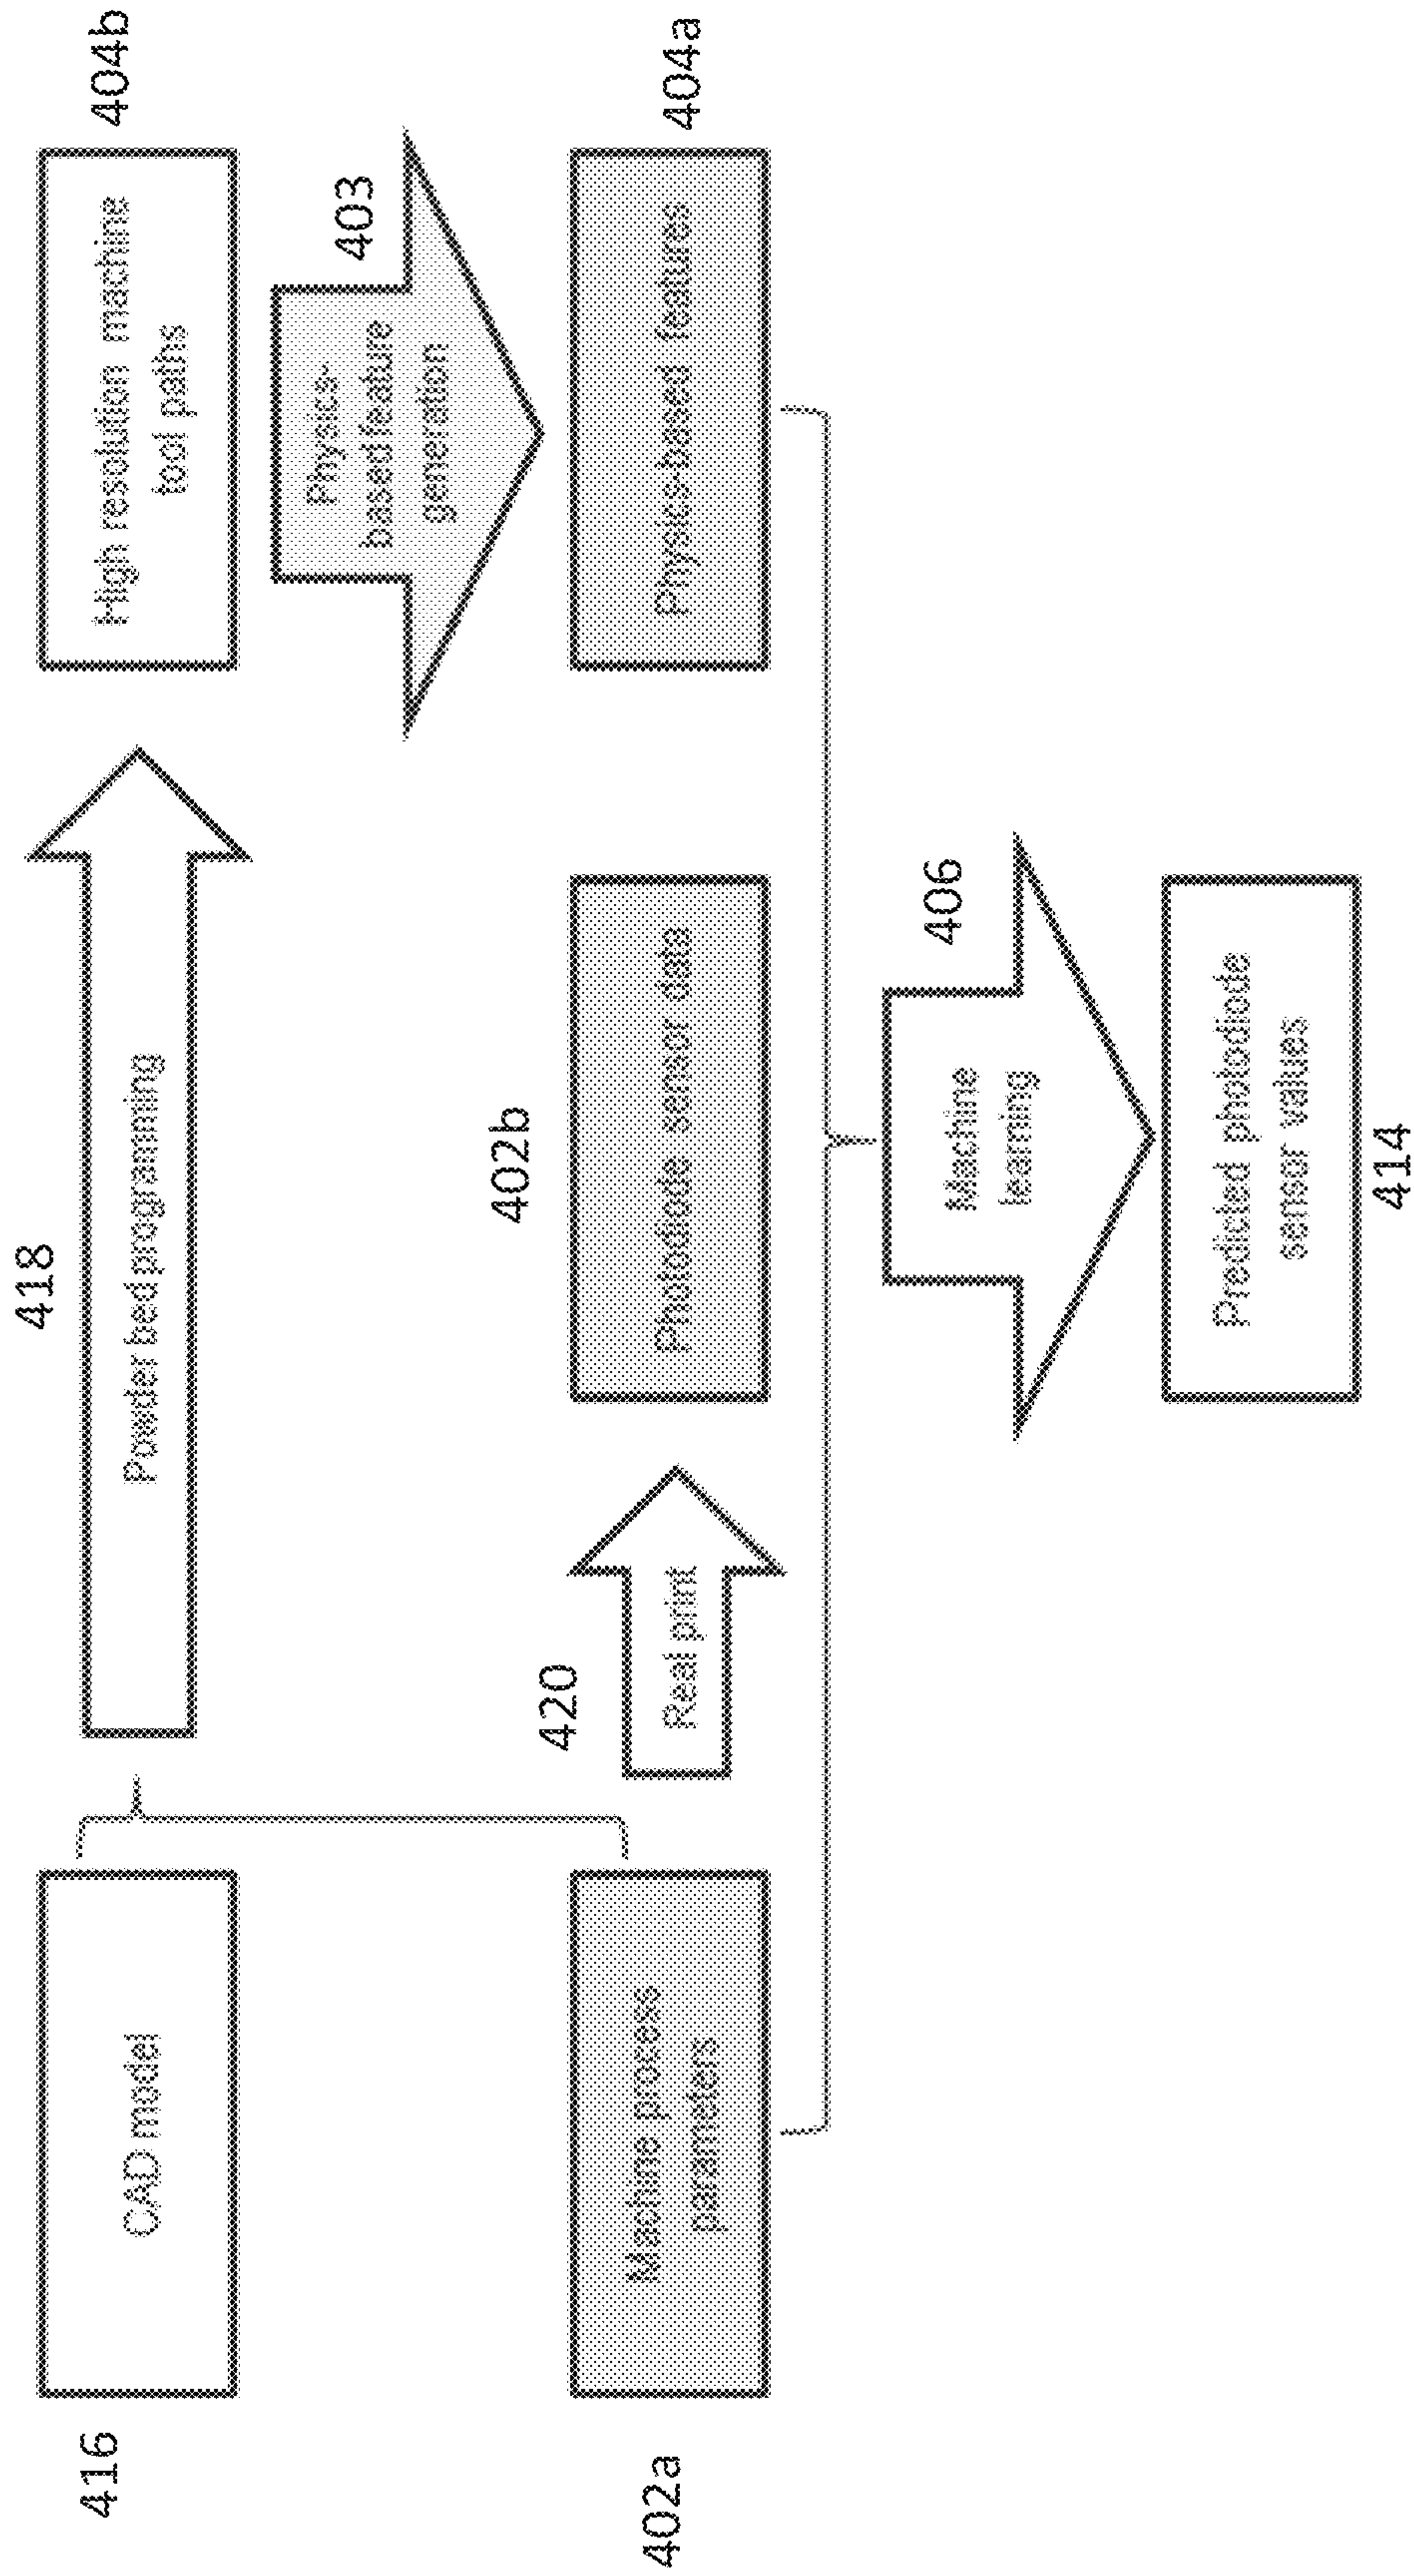 418
416
CAD model
Powder bed programming
High resolution machine
tool paths
404b
403
Physics-
based feature
generation
420
402b
402a
Machine process
parameters
Real print
Photodiode sensor data
Physics-based features
404a
406
Machine
learning
Predicted photodiode
sensor values
414